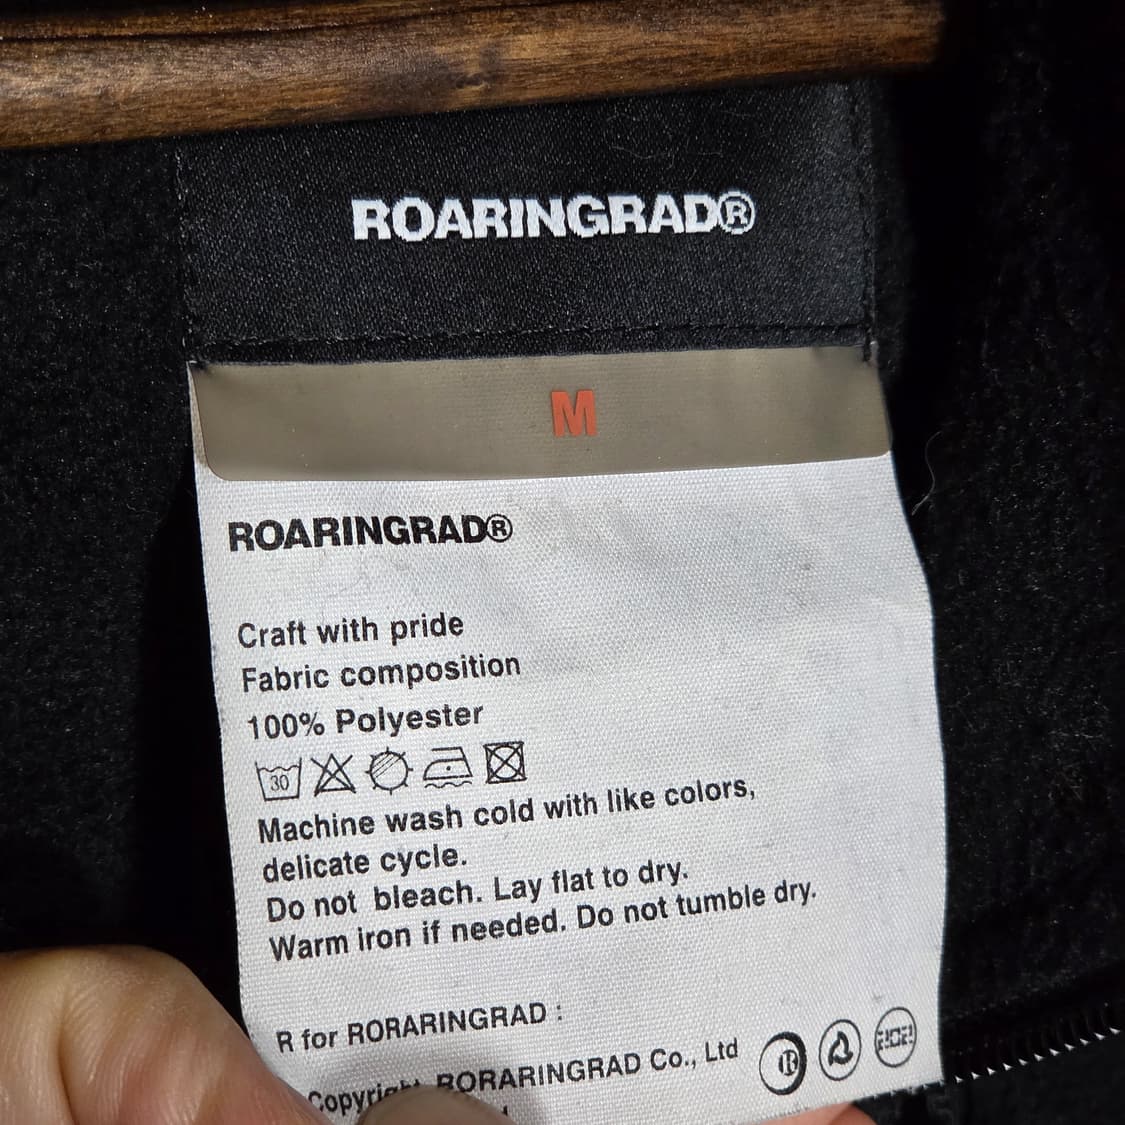 ROARINGRAD®
M
ROARINGRAD®
Craft with pride
Fabric composition
100% Polyester
30
Machine wash cold with like colors,
delicate cycle.
Do not bleach. Lay flat to dry.
Warm iron if needed. Do not tumble dry.
R for RORARINGRAD :
RORARINGRAD Co., Ltd
®